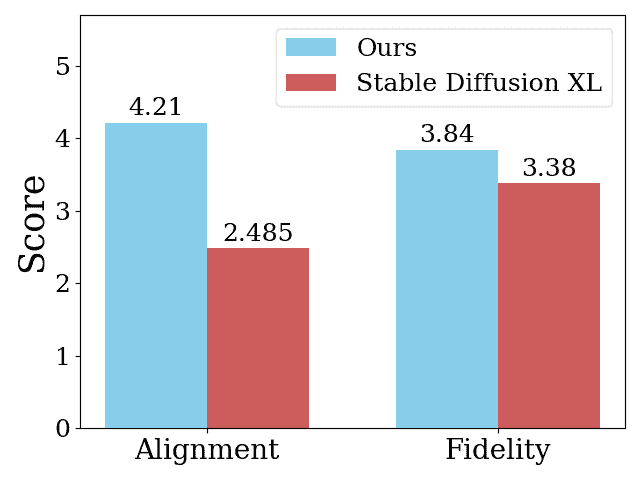 Ours
Stable Diffusion XL
4.21
2.485
3.84
3.38
Score
5
4
3
2
1
0
Alignment
Fidelity